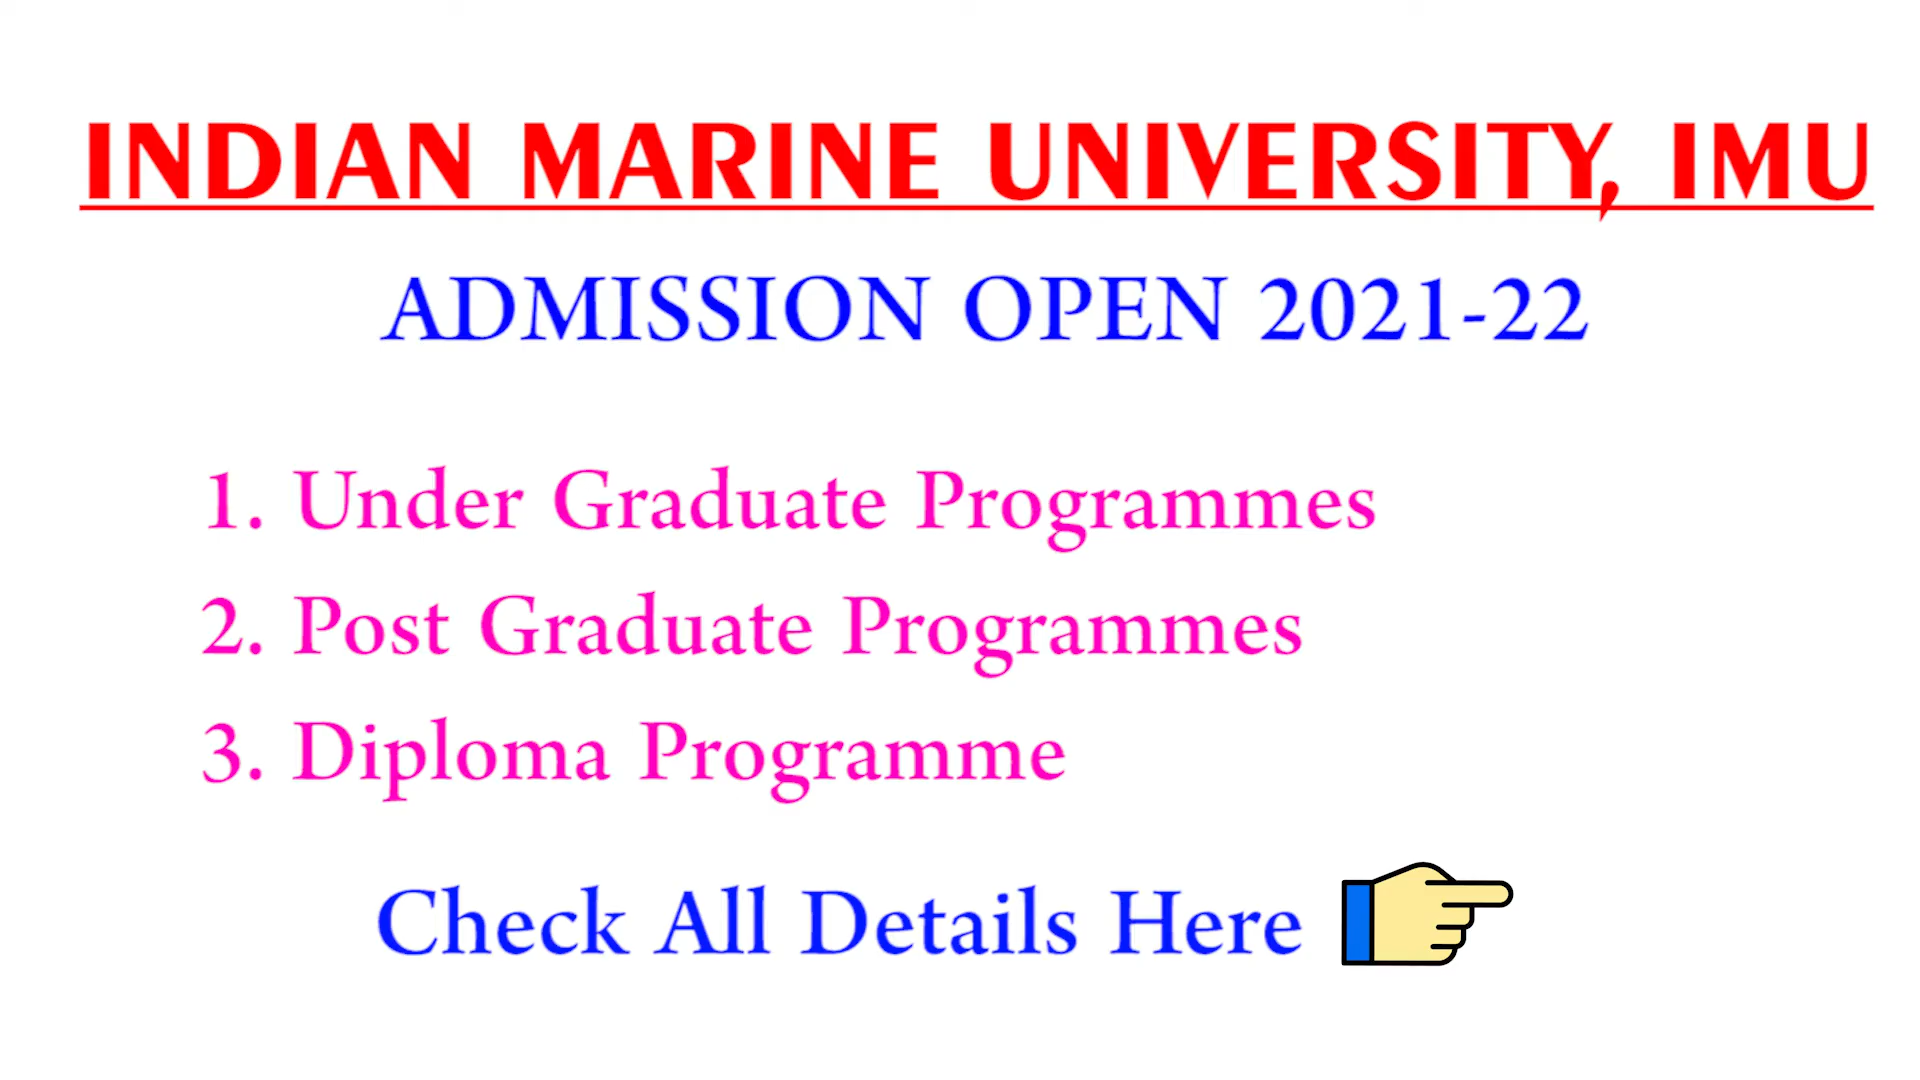 INDIAN MARINE UNIVERSITY, IMU
ADMISSION OPEN 2021-22
1. Under Graduate Programmes
2. Post Graduate Programmes
3. Diploma Programme
Check All Details Here